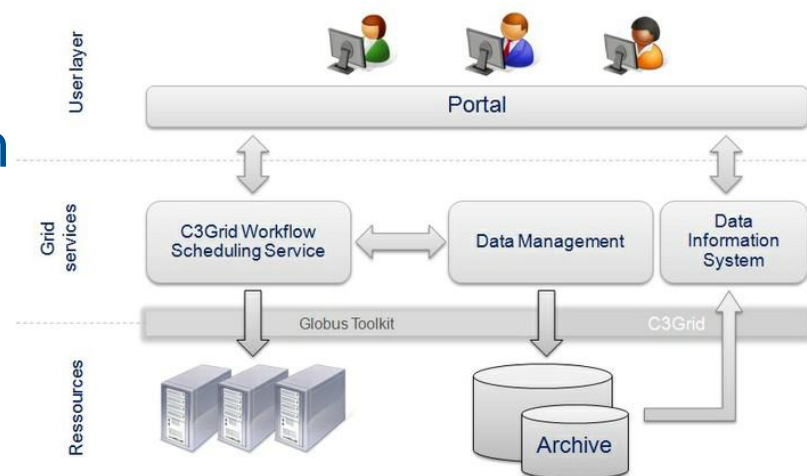 User layer
Portal
n
Grid
services
C3Grid Workflow
Scheduling Service
Data Management
Data
Information
System
Globus Toolkit
C3Grid
Ressources
Archive